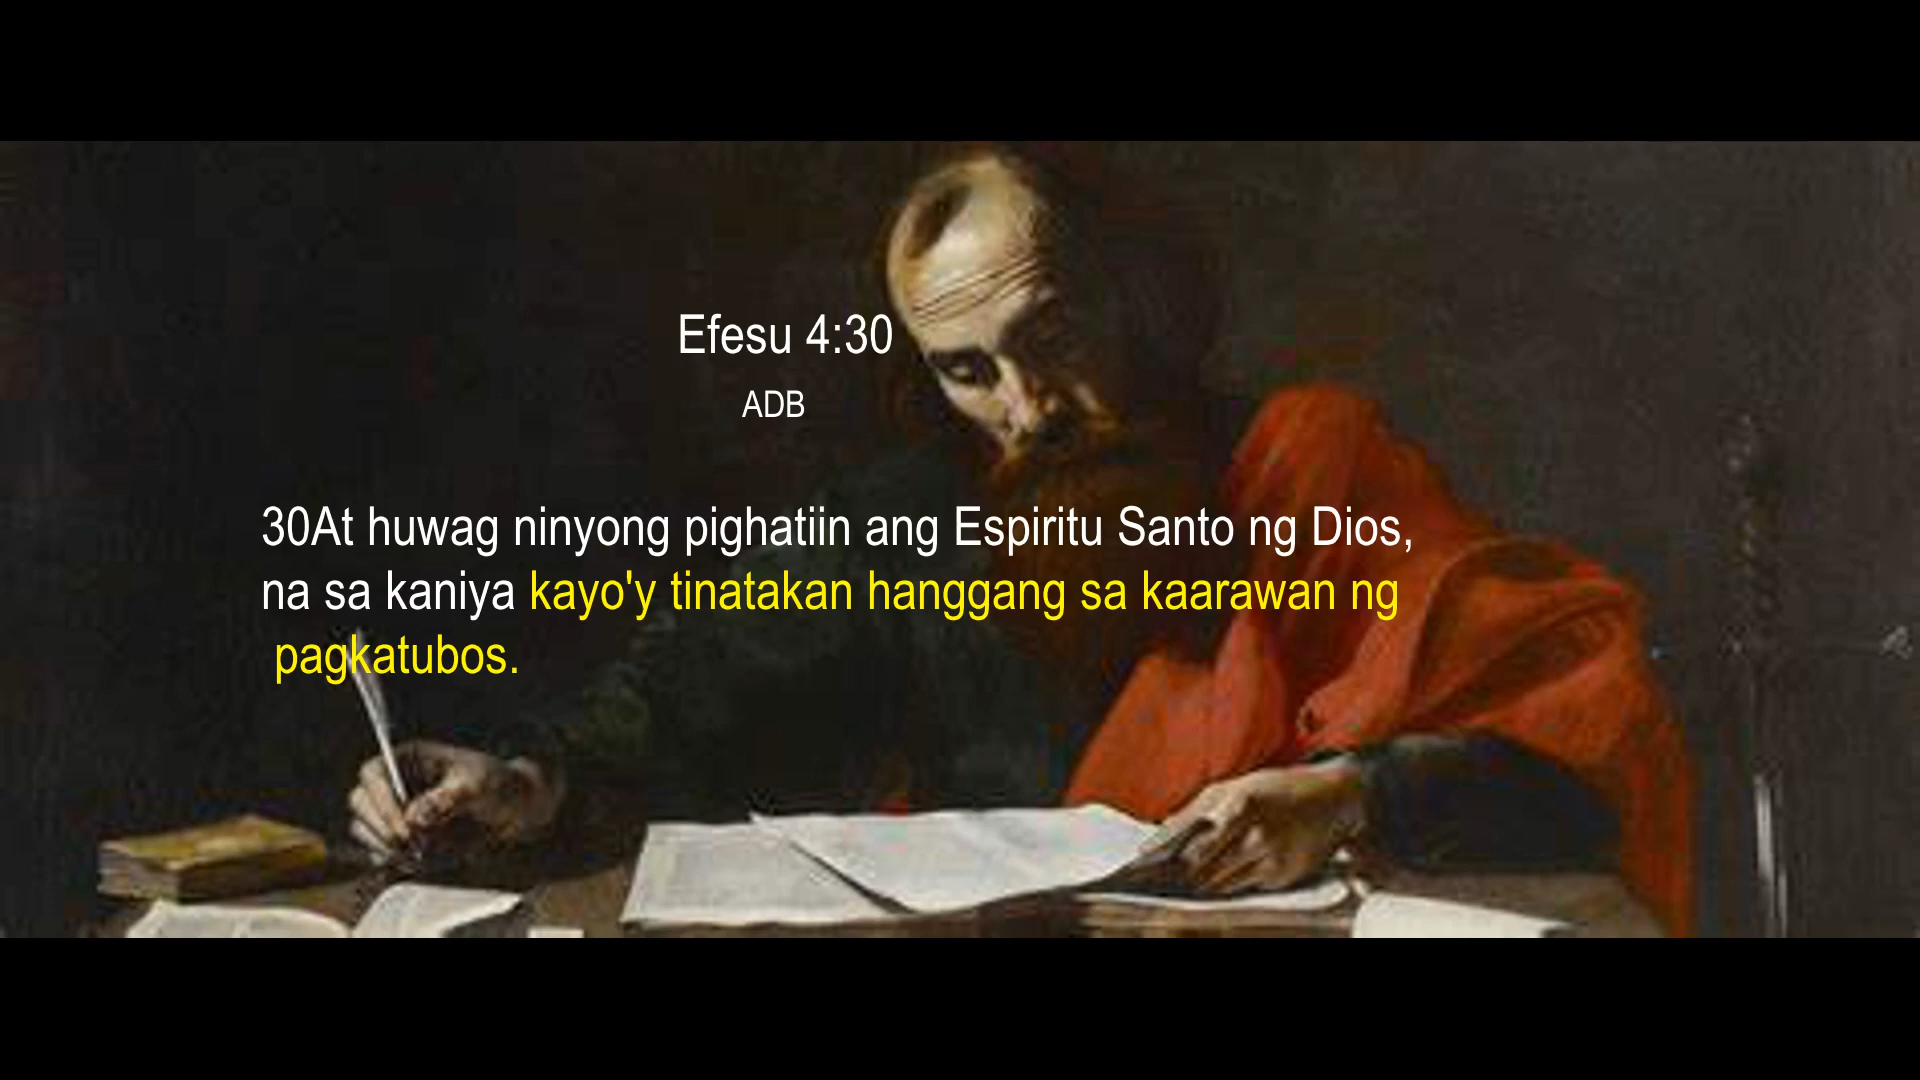 Efesu 4:30
ADB
30At huwag ninyong pighatiin ang Espiritu Santo ng Dios,
na sa kaniya kayo'y tinatakan hanggang sa kaarawan ng
pagkatubos.